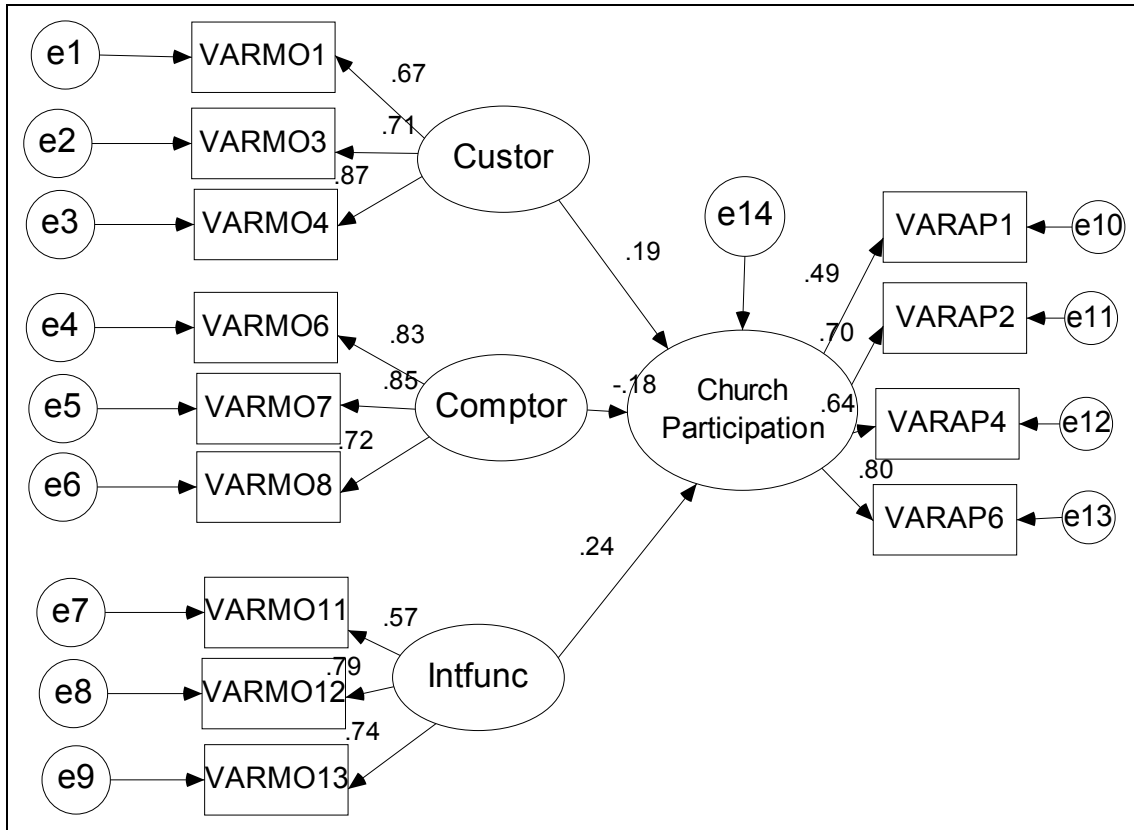 e1
VARMO1
.67
e2
VARMO3
.71
Custor
e3
VARMO4
.87
e14
.19
VARAP1
e10
.49
VARAP2
e11
.70
e4
VARMO6
.83
e5
VARMO7
.85
Comptor
-.18
Church
Participation
.64
VARAP4
e12
e6
VARMO8
.72
.80
VARAP6
e13
.24
e7
VARMO11
.57
e8
VARMO12
.79
Intfunc
e9
VARMO13
.74